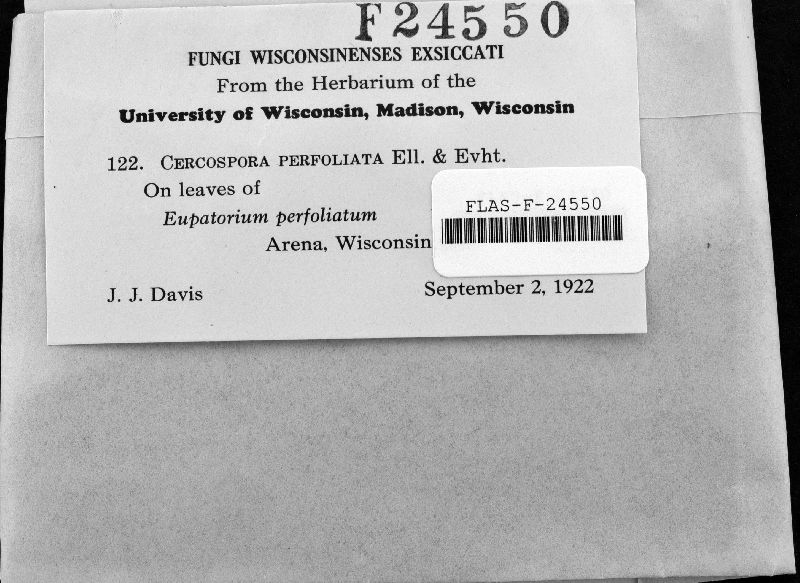 F24550
FUNGI WISCONSINENSES EXSICCATI
From the Herbarium of the
University of Wisconsin, Madison, Wisconsin
122. CERCOSPORA PERFOLIATA Ell. & Evht.
On leaves of
Eupatorium perfoliatum
Arena, Wisconsin
FLAS-F-24550
J. J. Davis September 2, 1922